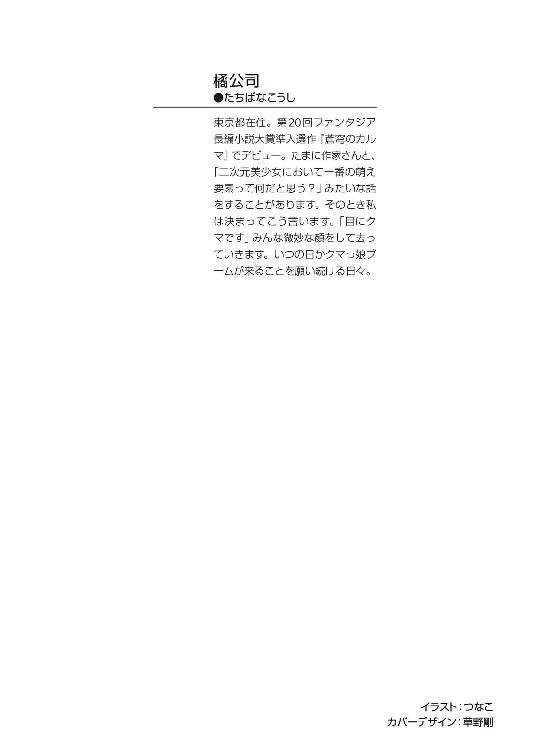 橘公司
●たちばなこうし
東京都在住。第20回ファンタジア
長編小説大賞準入選作『蒼穹のカル
マ』でデビュー。たまに作家さんと、
「二次元美少女において一番の萌え
要素って何だと思う？」みたいな話
をすることがあります。そのとき私
は決まってこう言います。「目にク
マです」みんな微妙な顔をして去っ
ていきます。いつの日かクマっ娘ブ
ームが来ることを願い続ける日々。
イラスト：つなこ
カバーデザイン：草野剛